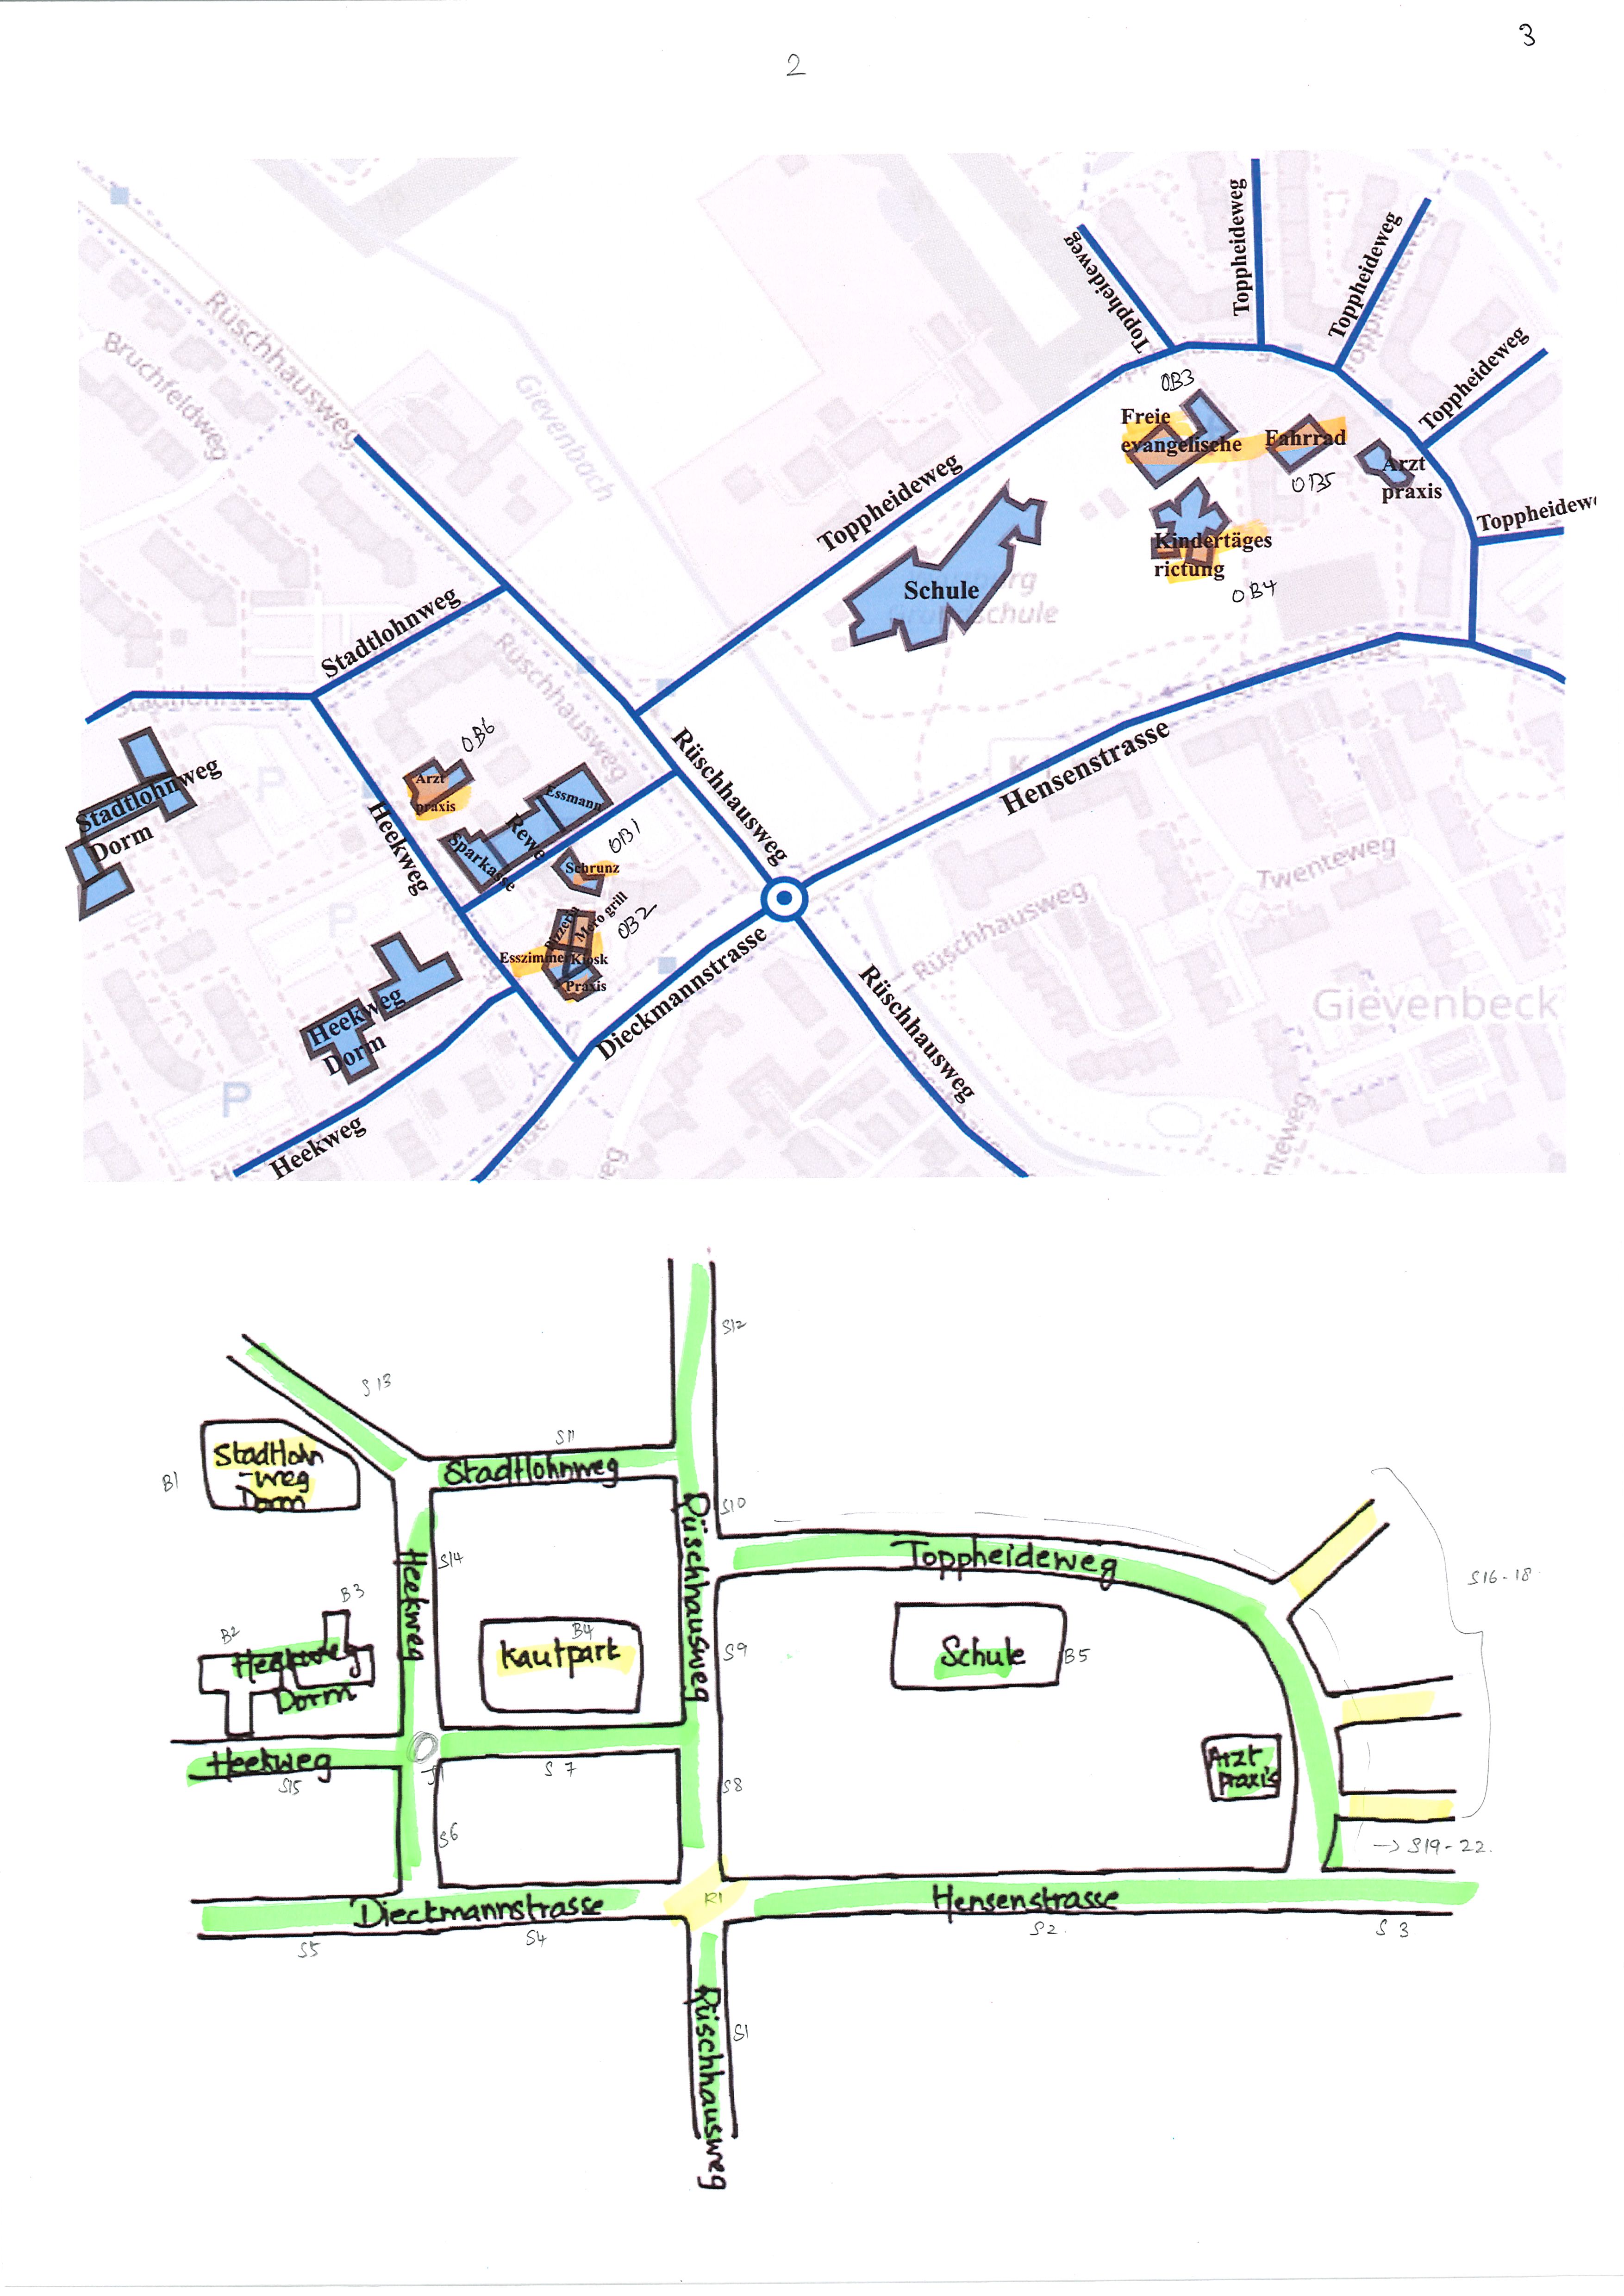 3
2
Toppheideweg
Toppheideweg
Toppheideweg
Toppheideweg
Rüschhausweg
Bruchfeldweg
Gievenbach
OB3
Freie
evangelische
Fahrrad
OB5
Arzt
praxis
Toppheidew
Toppheideweg
Kindertäges
rictung
OB4
Schule
Stadtlohnweg
Rüschhausweg
Rüschhausweg
OB6
Arzt
praxis
Essmann
Rewe
Sparkasse
OB1
Schrunz
Stadtlohnweg
Dorm
P
Heekweg
Hensenstrasse
OB2
Pizzeria
Mero grill
Esszimmer
Kiosk
Praxis
P
Heekweg
Dorm
Dieckmannstrasse
Rüschhausweg
Rüschhausweg
Twenteweg
Gievenbeck
P
Heekweg
nteweg
S12
S13
S11
Stadtlohnweg
B1
Stadtlohn
-weg
Dorm
S10
Rüschhausweg
Toppheideweg
S16-18
S14
Heekweg
B3
B2
Heekweg
Dorm
B4
Kaufpark
S9
Schule
B5
Heekweg
S15
J1
S7
S8
Arzt
praxis
S6
S19-22.
Dieckmannstrasse
R1
Hensenstrasse
S5
S4
S2.
S3
S1
Rüschhausweg